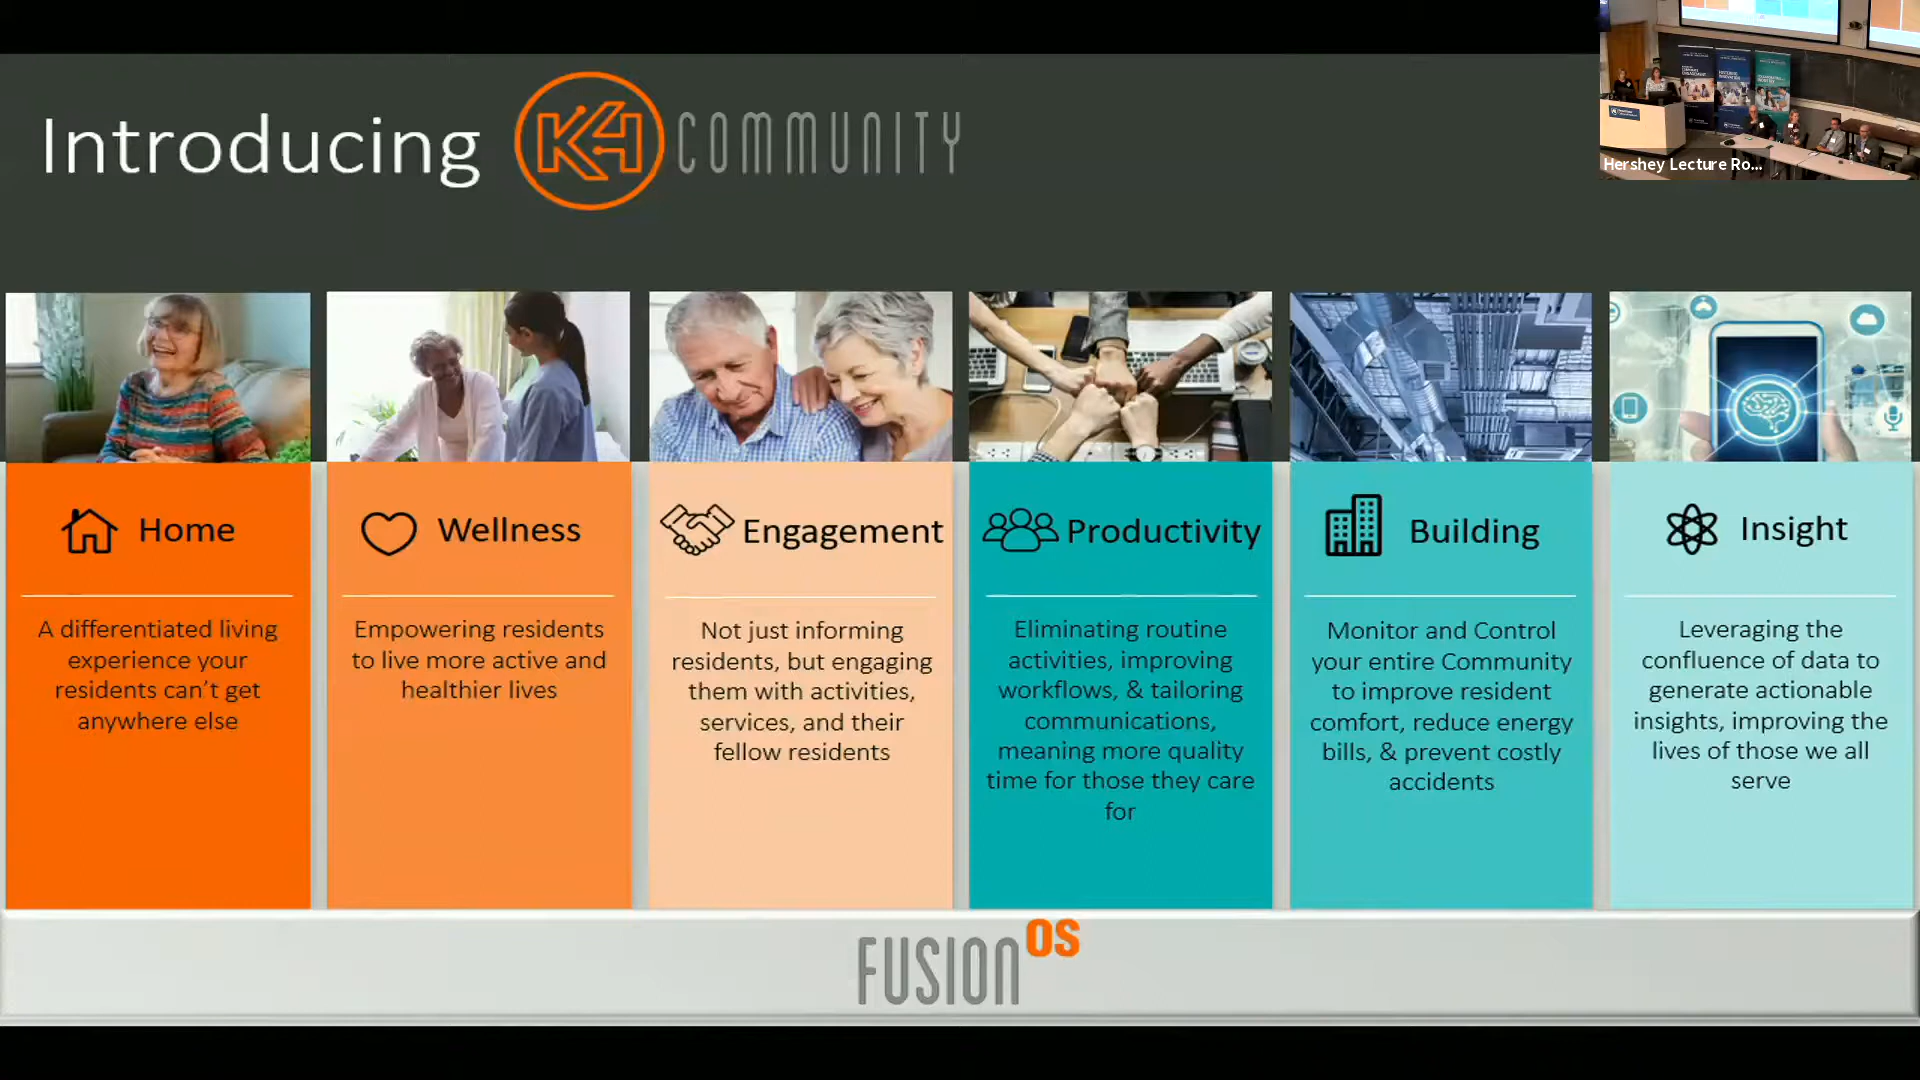 Introducing K4 COMMUNITY
Hershey Lecture Ro...
Home
A differentiated living
experience your
residents can't get
anywhere else
Wellness
Empowering residents
to live more active and
healthier lives
Engagement
Not just informing
residents, but engaging
them with activities,
services, and their
fellow residents
Productivity
Eliminating routine
activities, improving
workflows, & tailoring
communications,
meaning more quality
time for those they care
for
Building
Monitor and Control
your entire Community
to improve resident
comfort, reduce energy
bills, & prevent costly
accidents
Insight
Leveraging the
confluence of data to
generate actionable
insights, improving the
lives of those we all
serve
FUSION OS